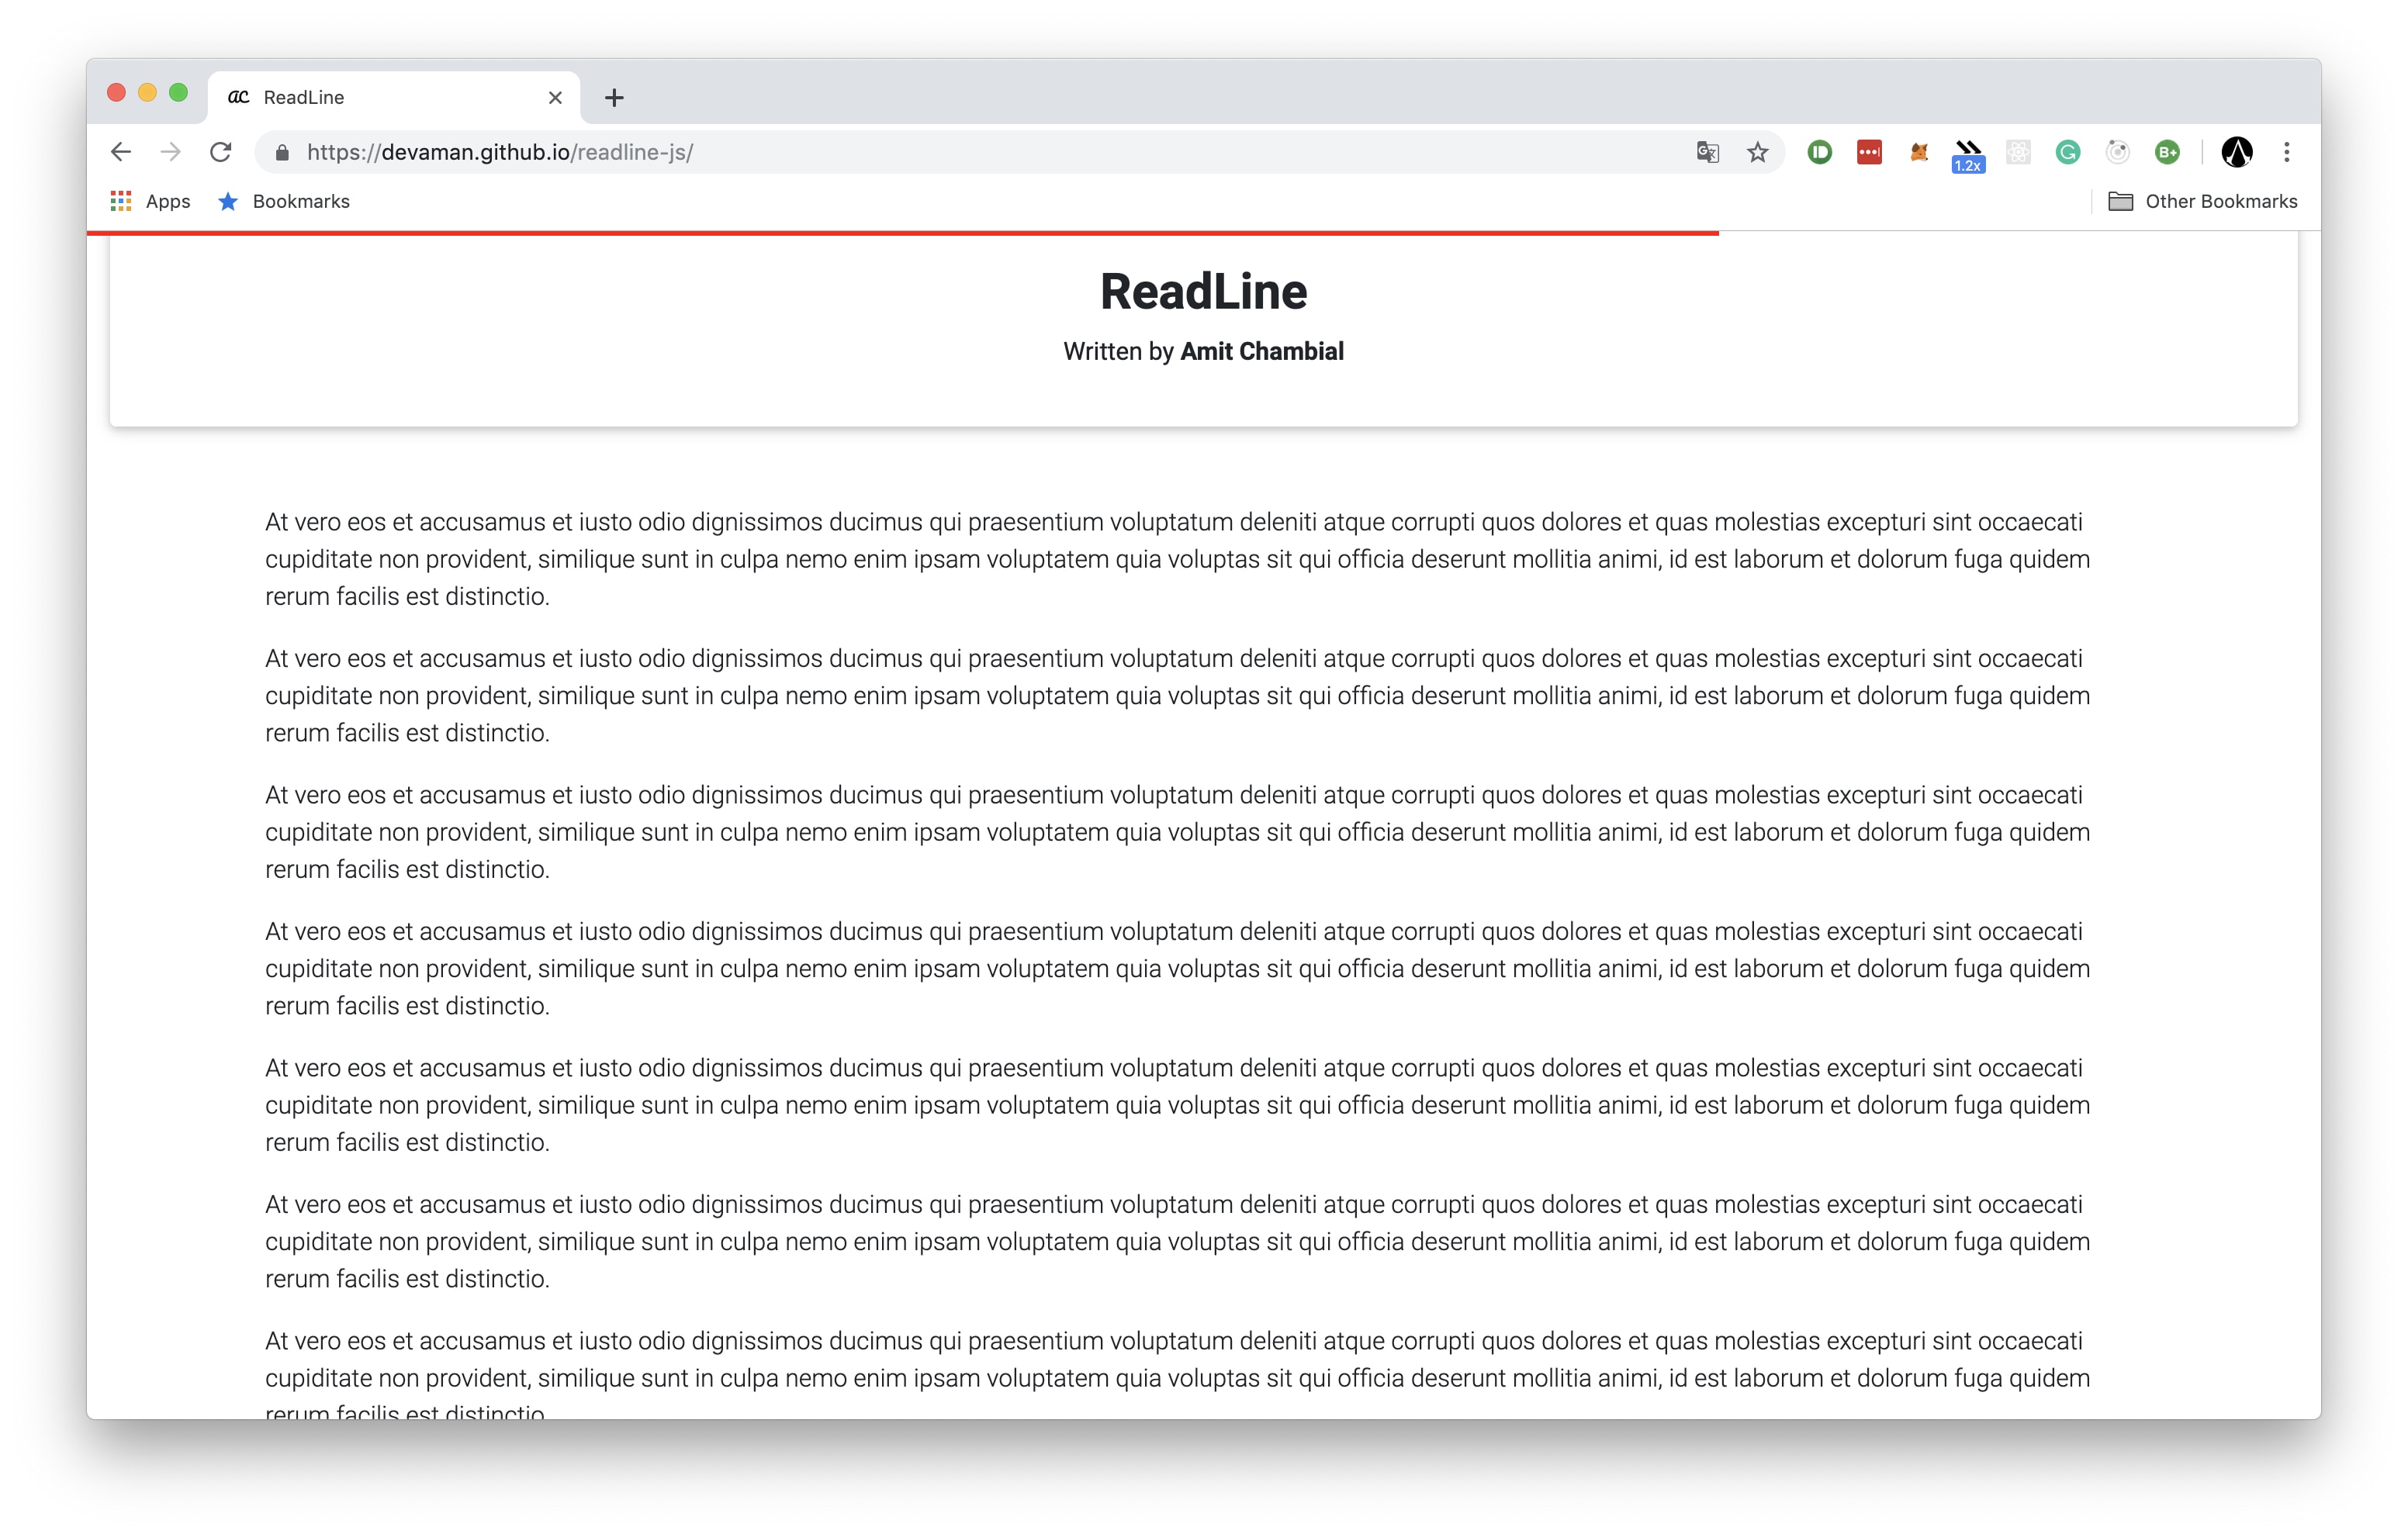 ac ReadLine
https://devaman.github.io/readline-js/
1.2x
B+
Apps Bookmarks Other Bookmarks
ReadLine
Written by Amit Chambial
At vero eos et accusamus et iusto odio dignissimos ducimus qui praesentium voluptatum deleniti atque corrupti quos dolores et quas molestias excepturi sint occaecati
cupiditate non provident, similique sunt in culpa nemo enim ipsam voluptatem quia voluptas sit qui officia deserunt mollitia animi, id est laborum et dolorum fuga quidem
rerum facilis est distinctio.
At vero eos et accusamus et iusto odio dignissimos ducimus qui praesentium voluptatum deleniti atque corrupti quos dolores et quas molestias excepturi sint occaecati
cupiditate non provident, similique sunt in culpa nemo enim ipsam voluptatem quia voluptas sit qui officia deserunt mollitia animi, id est laborum et dolorum fuga quidem
rerum facilis est distinctio.
At vero eos et accusamus et iusto odio dignissimos ducimus qui praesentium voluptatum deleniti atque corrupti quos dolores et quas molestias excepturi sint occaecati
cupiditate non provident, similique sunt in culpa nemo enim ipsam voluptatem quia voluptas sit qui officia deserunt mollitia animi, id est laborum et dolorum fuga quidem
rerum facilis est distinctio.
At vero eos et accusamus et iusto odio dignissimos ducimus qui praesentium voluptatum deleniti atque corrupti quos dolores et quas molestias excepturi sint occaecati
cupiditate non provident, similique sunt in culpa nemo enim ipsam voluptatem quia voluptas sit qui officia deserunt mollitia animi, id est laborum et dolorum fuga quidem
rerum facilis est distinctio.
At vero eos et accusamus et iusto odio dignissimos ducimus qui praesentium voluptatum deleniti atque corrupti quos dolores et quas molestias excepturi sint occaecati
cupiditate non provident, similique sunt in culpa nemo enim ipsam voluptatem quia voluptas sit qui officia deserunt mollitia animi, id est laborum et dolorum fuga quidem
rerum facilis est distinctio.
At vero eos et accusamus et iusto odio dignissimos ducimus qui praesentium voluptatum deleniti atque corrupti quos dolores et quas molestias excepturi sint occaecati
cupiditate non provident, similique sunt in culpa nemo enim ipsam voluptatem quia voluptas sit qui officia deserunt mollitia animi, id est laborum et dolorum fuga quidem
rerum facilis est distinctio.
At vero eos et accusamus et iusto odio dignissimos ducimus qui praesentium voluptatum deleniti atque corrupti quos dolores et quas molestias excepturi sint occaecati
cupiditate non provident, similique sunt in culpa nemo enim ipsam voluptatem quia voluptas sit qui officia deserunt mollitia animi, id est laborum et dolorum fuga quidem
rerum facilis est distinctio.